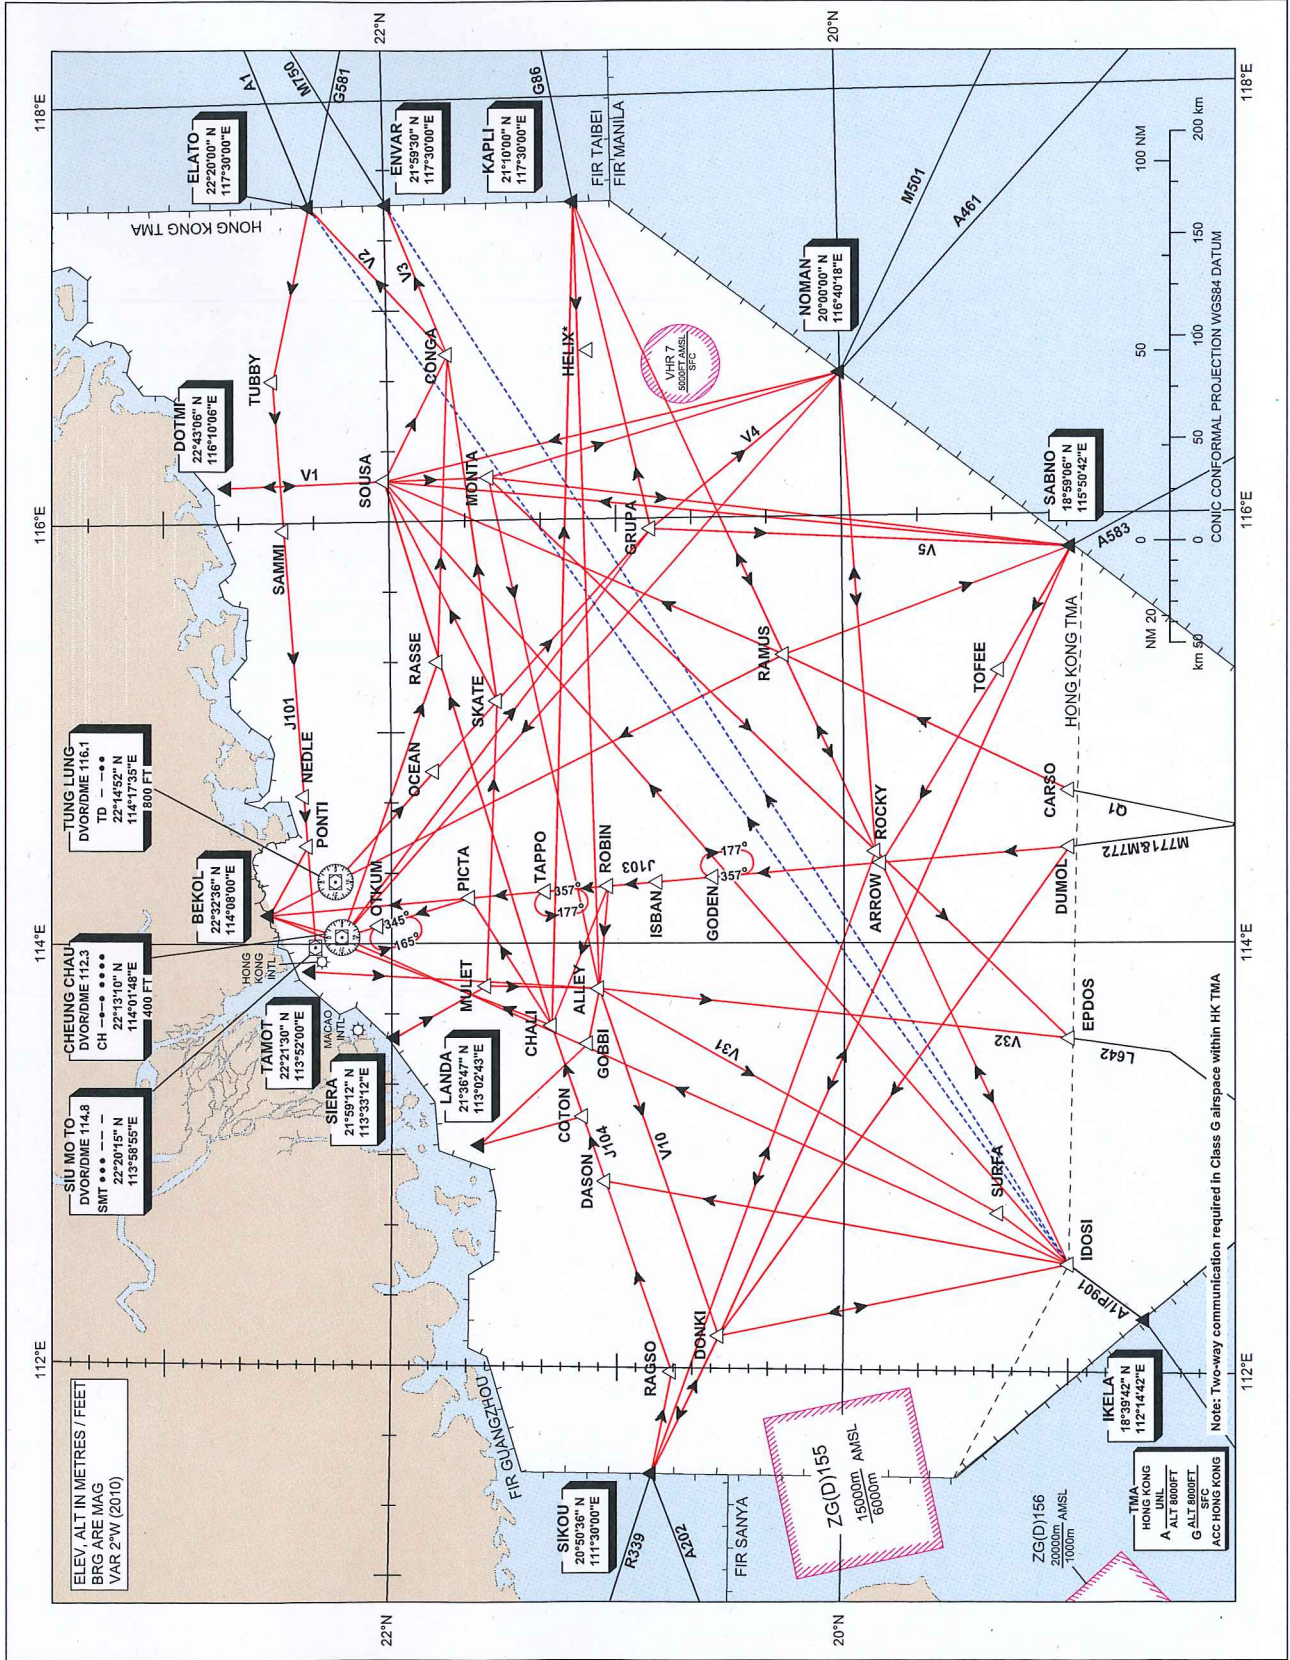 118°E
116°E
114°E
112°E
ELEV, ALT IN METRES / FEET
BRG ARE MAG
VAR 2°W (2010)
SIU MO TO
DVOR/DME 114.8
SMT ••• –– –
22°20'15" N
113°58'55"E
CHEUNG CHAU
DVOR/DME 112.3
CH –•–• ••••
22°13'10" N
114°01'48"E
400 FT
TUNG LUNG
DVOR/DME 116.1
TD – –••
22°14'52" N
114°17'35"E
800 FT
TAMOT
22°21'30" N
113°52'00"E
BEKOL
22°32'36" N
114°08'00"E
DOTMI
22°43'06" N
116°10'06"E
ELATO
22°20'00" N
117°30'00"E
HONG KONG TMA
A1
M750
G581
22°N
ENVAR
21°59'30" N
117°30'00"E
G86
KAPLI
21°10'00" N
117°30'00"E
FIR TAIBEI
FIR MANILA
SIERA
21°59'12" N
113°33'12"E
LANDA
21°36'47" N
113°02'43"E
MACAO
INTL
HONG
KONG
INTL
TUBBY
SAMMI
V1
J101
NEDLE
PONTI
OTKUM
345°
165°
SOUSA
V2
V3
CONGA
MONTA
RASSE
SKATE
OCEAN
PICTA
MULET
TAPPO
357°
177°
ROBIN
J103
ISBAN
GODEN
177°
357°
ALLEY
CHALI
GOBBI
COTON
DASON
J104
V10
V31
HELIX*
VHR 7
5000FT AMSL
SFC
GRUPA
V4
V5
RAMUS
NOMAN
20°00'00" N
116°40'18"E
M501
A461
20°N
ROCKY
ARROW
TOFEE
CARSO
Q1
DUMOL
M771&M772
EPDOS
V32
L642
SURFA
IDOSI
A1/P901
HONG KONG TMA
SABNO
18°59'06" N
115°50'42"E
A583
IKELA
18°39'42" N
112°14'42"E
RAGSO
DONKI
22°N
FIR GUANGZHOU
SIKOU
20°50'36" N
111°30'00"E
R339
A202
FIR SANYA
ZG(D)155
15000m AMSL
6000m
20°N
ZG(D)156
20000m AMSL
1000m
TMA
HONG KONG
UNL
A ALT 8000FT
G ALT 8000FT
SFC
ACC HONG KONG
Note: Two-way communication required in Class G airspace within HK TMA
NM 20 0 50 100 NM
km 50 0 50 100 150 200 km
CONIC CONFORMAL PROJECTION WGS84 DATUM
112°E
114°E
116°E
118°E